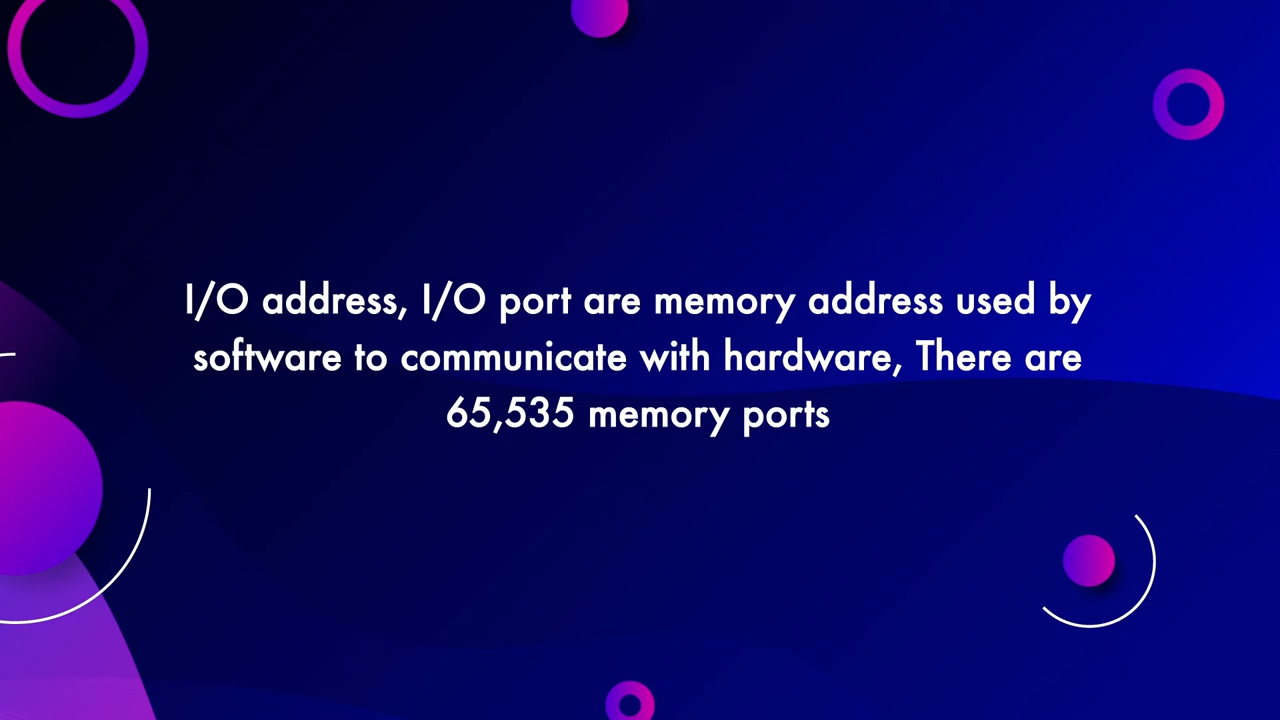 I/O address, I/O port are memory address used by
software to communicate with hardware, There are
65,535 memory ports